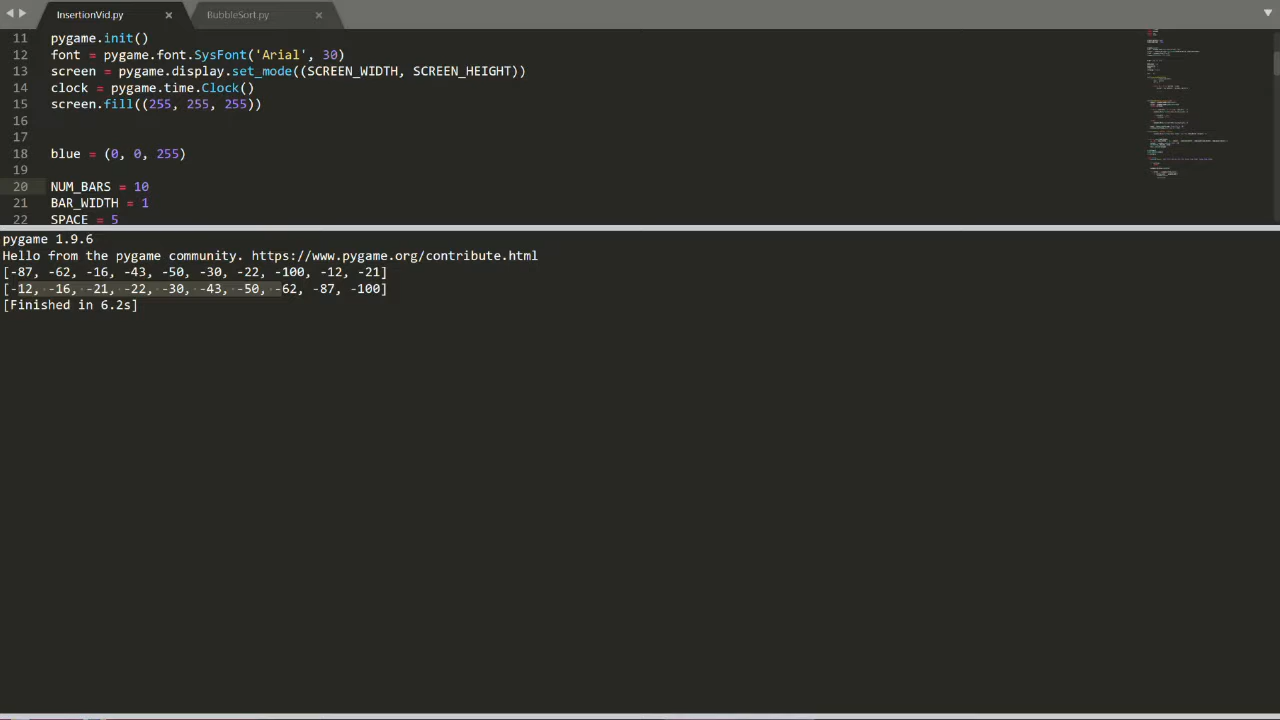 InsertionVid.py × BubbleSort.py ×
11 pygame.init()
12 font = pygame.font.SysFont('Arial', 30)
13 screen = pygame.display.set_mode((SCREEN_WIDTH, SCREEN_HEIGHT))
14 clock = pygame.time.Clock()
15 screen.fill((255, 255, 255))
16
17
18 blue = (0, 0, 255)
19
20 NUM_BARS = 10
21 BAR_WIDTH = 1
22 SPACE = 5
pygame 1.9.6
Hello from the pygame community. https://www.pygame.org/contribute.html
[-87, -62, -16, -43, -50, -30, -22, -100, -12, -21]
[-12, -16, -21, -22, -30, -43, -50, -62, -87, -100]
[Finished in 6.2s]